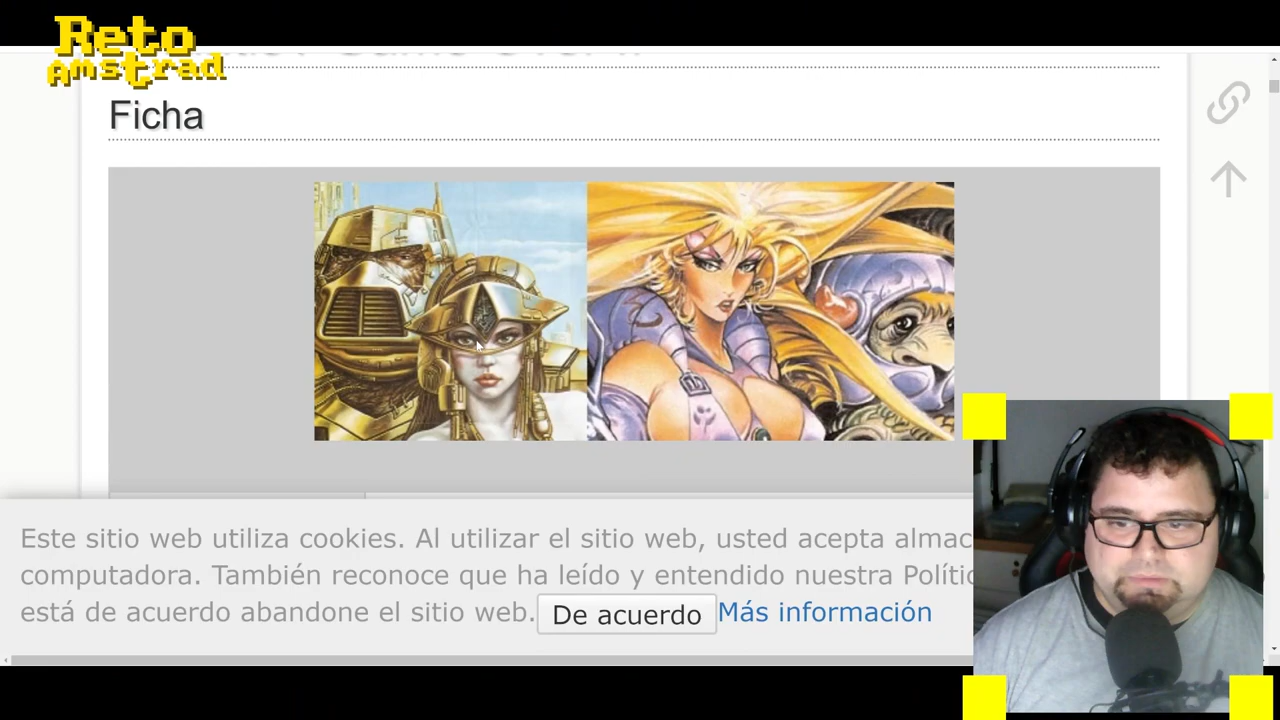 Reto
Amstrad
Ficha
Este sitio web utiliza cookies. Al utilizar el sitio web, usted acepta almac
computadora. También reconoce que ha leído y entendido nuestra Polític
está de acuerdo abandone el sitio web. De acuerdo Más información